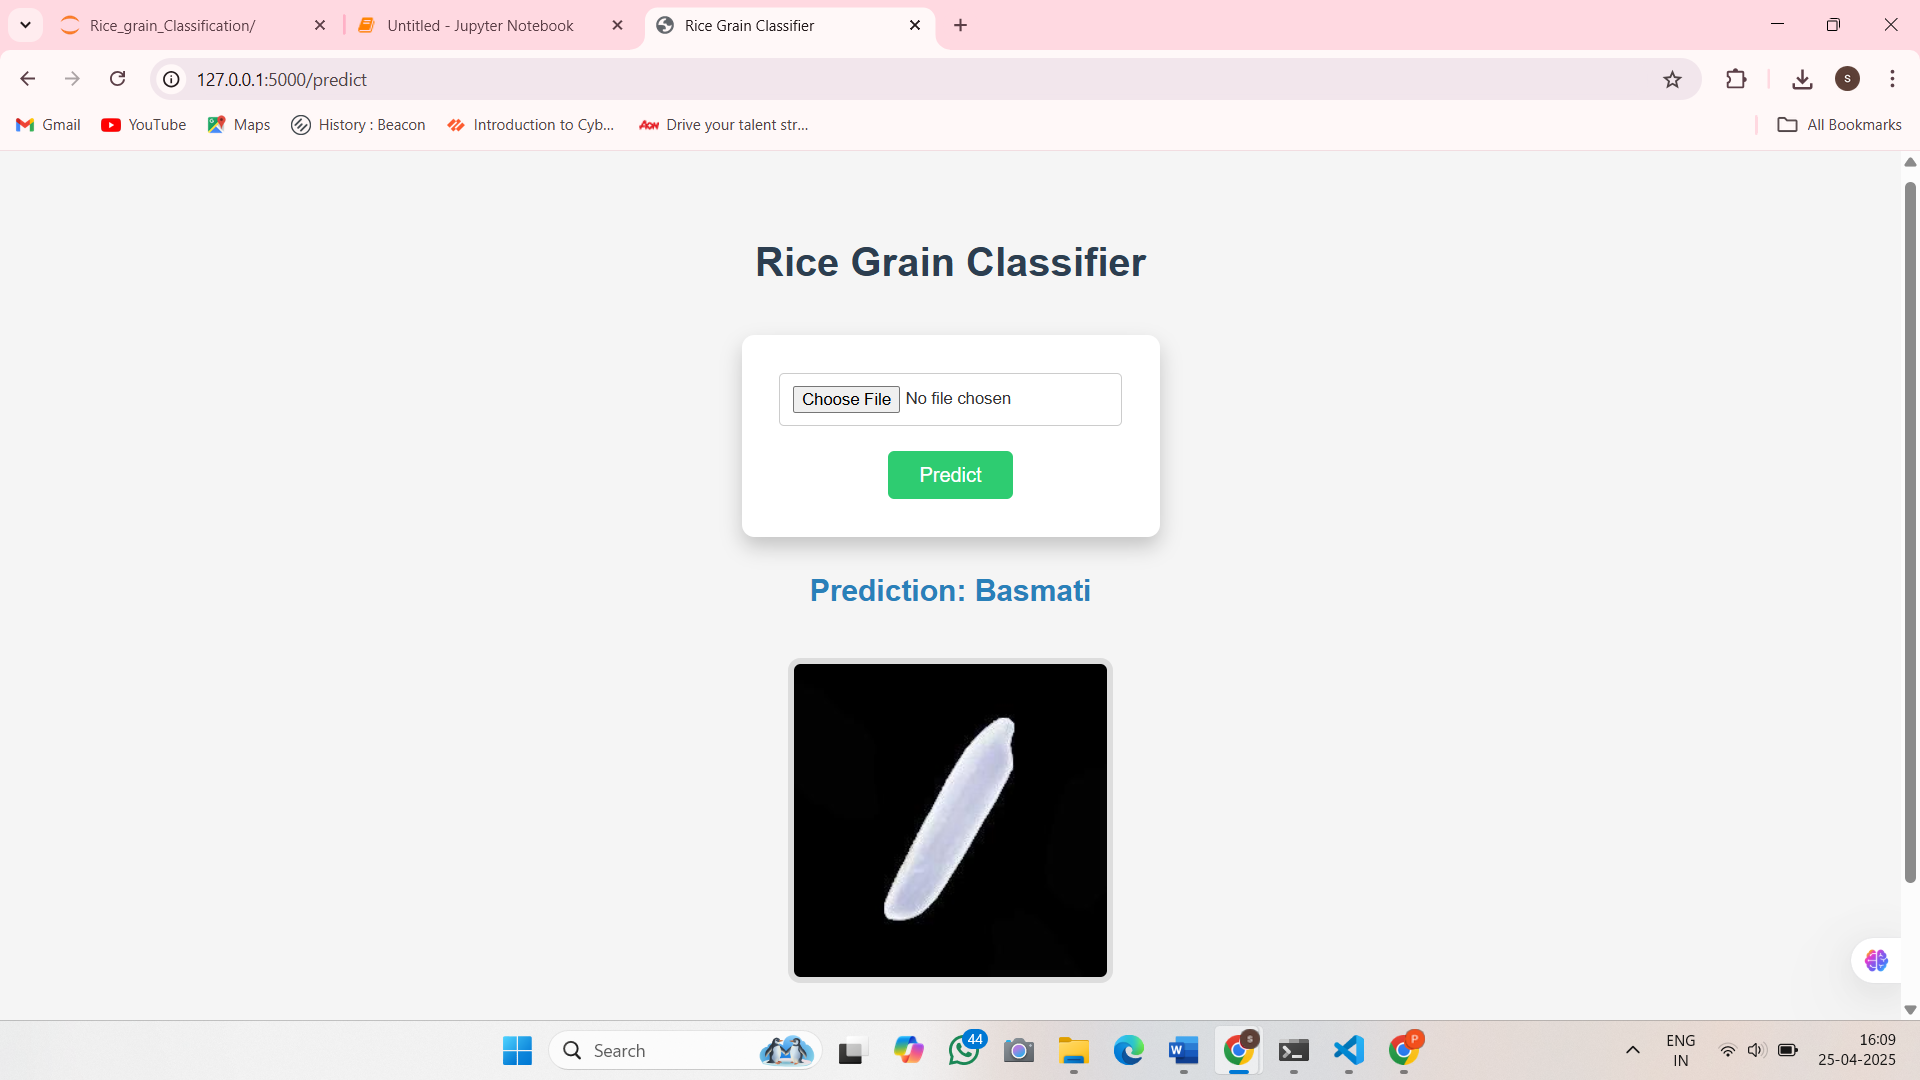 Rice_grain_Classification/
Untitled - Jupyter Notebook
Rice Grain Classifier
127.0.0.1:5000/predict
S
Gmail
YouTube
Maps
History : Beacon
Introduction to Cyb...
AON
Drive your talent str...
All Bookmarks
Rice Grain Classifier
Choose File No file chosen
Predict
Prediction: Basmati
Search
44
W
S
P
ENG
IN
16:09
25-04-2025